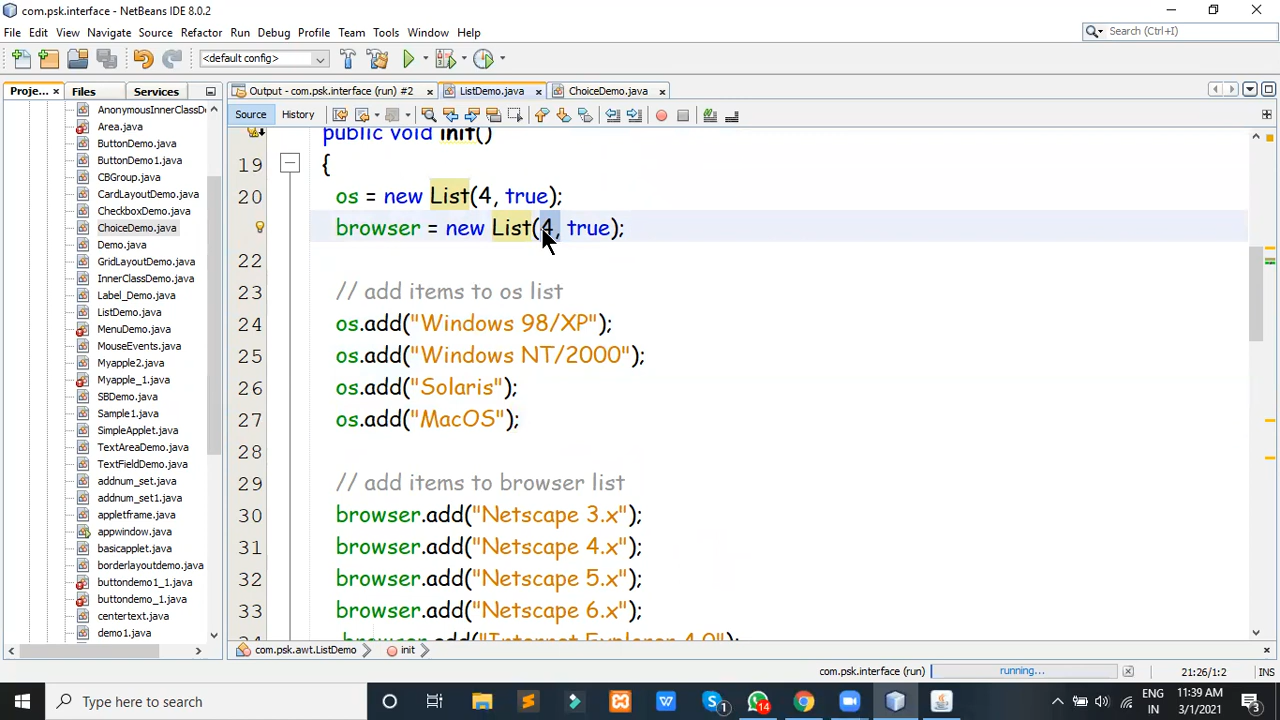 com.psk.interface - NetBeans IDE 8.0.2
File Edit View Navigate Source Refactor Run Debug Profile Team Tools Window Help
Search (Ctrl+I)
<default config>
Proje... Files Services
Output - com.psk.interface (run) #2 ListDemo.java ChoiceDemo.java
Source History
AnonymousInnerClassD
Area.java
ButtonDemo.java
ButtonDemo1.java
CBGroup.java
CardLayoutDemo.java
CheckboxDemo.java
ChoiceDemo.java
Demo.java
GridLayoutDemo.java
InnerClassDemo.java
Label_Demo.java
ListDemo.java
MenuDemo.java
MouseEvents.java
Myapple2.java
Myapple_1.java
SBDemo.java
Sample1.java
SimpleApplet.java
TextAreaDemo.java
TextFieldDemo.java
addnum_set1.java
addnum_set1.java
appletframe.java
appwindow.java
basicapplet.java
borderlayoutdemo.java
buttondemo1_1.java
buttondemo_1.java
centertext.java
demo1.java
public void init()
19 {
20 os = new List(4, true);
browser = new List(4, true);
22
23 // add items to os list
24 os.add("Windows 98/XP");
25 os.add("Windows NT/2000");
26 os.add("Solaris");
27 os.add("MacOS");
28
29 // add items to browser list
30 browser.add("Netscape 3.x");
31 browser.add("Netscape 4.x");
32 browser.add("Netscape 5.x");
33 browser.add("Netscape 6.x");
34 browser.add("Internet Explorer 4.0");
com.psk.awt.ListDemo init
com.psk.interface (run) running... 21:26/1:2 INS
Type here to search
1
14
ENG
IN
11:39 AM
3/1/2021
3